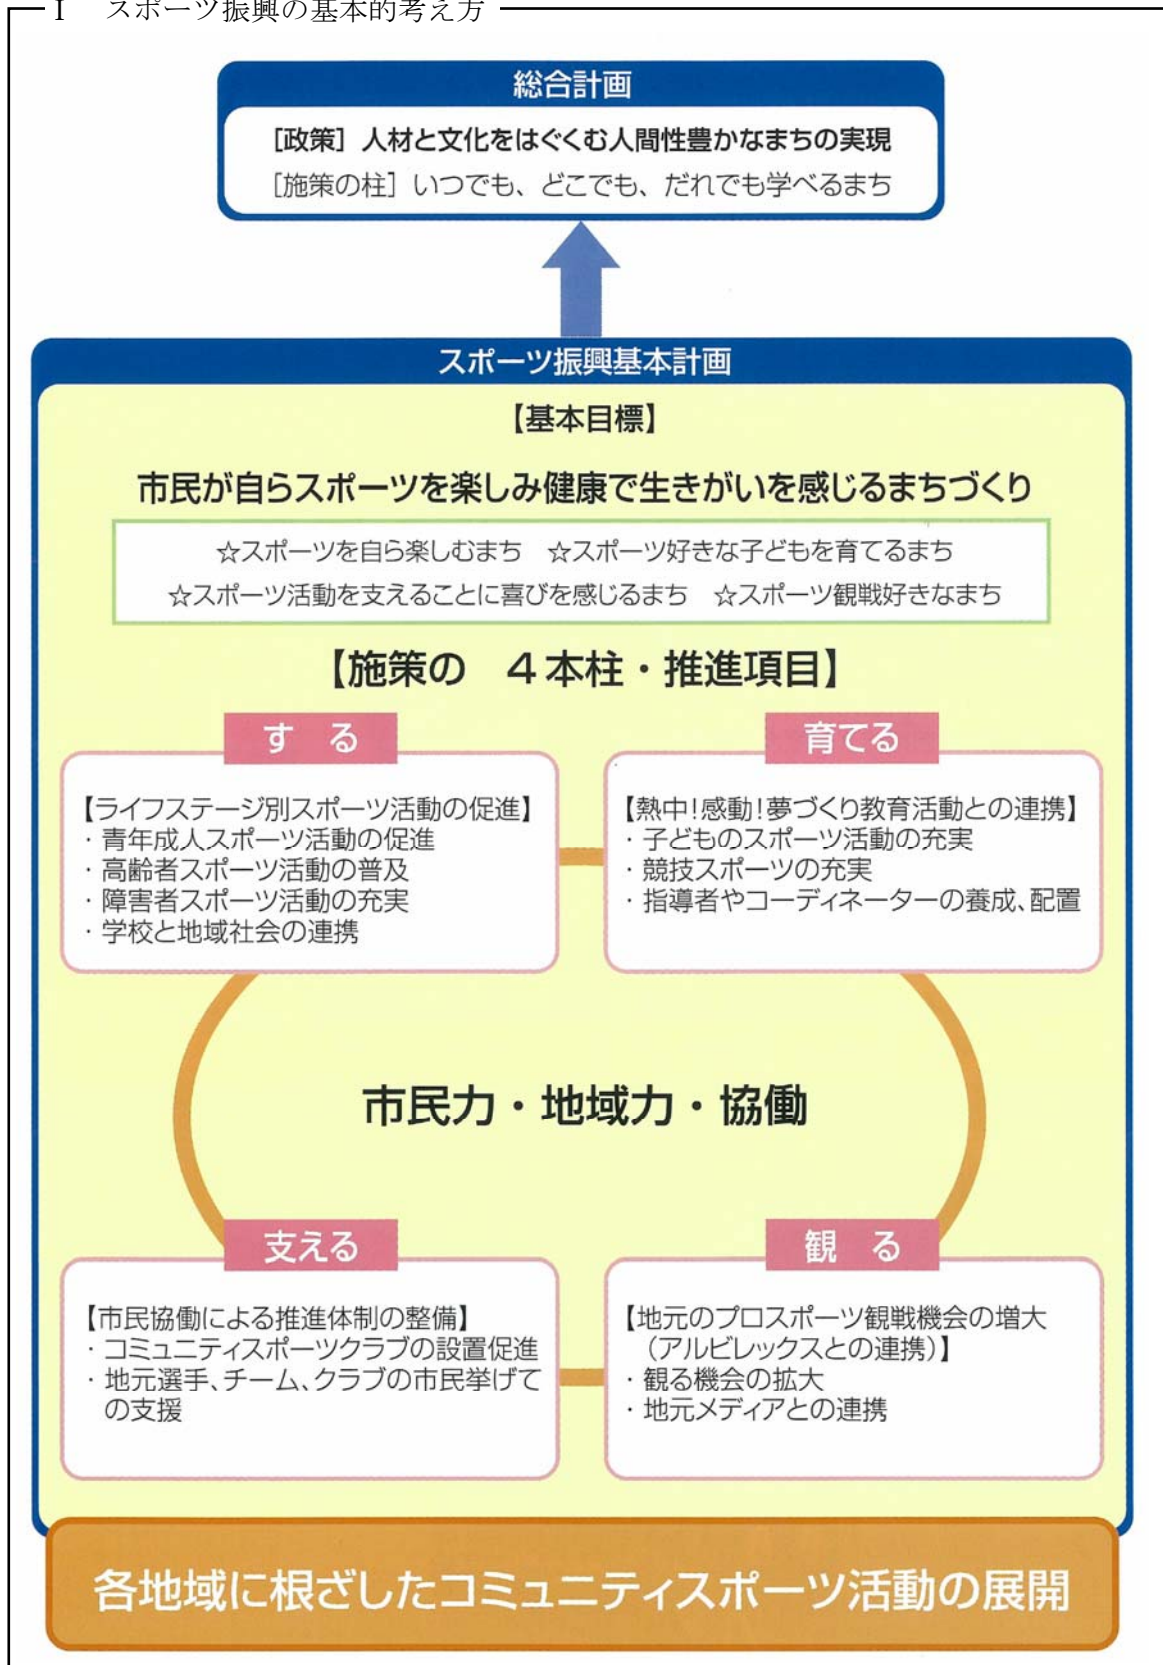 Ⅰ　スポーツ振興の基本的考え方
総合計画
［政策］人材と文化をはぐくむ人間性豊かなまちの実現
［施策の柱］いつでも、どこでも、だれでも学べるまち
スポーツ振興基本計画
【基本目標】
市民が自らスポーツを楽しみ健康で生きがいを感じるまちづくり
☆スポーツを自ら楽しむまち　☆スポーツ好きな子どもを育てるまち
☆スポーツ活動を支えることに喜びを感じるまち　☆スポーツ観戦好きなまち
【施策の　４本柱・推進項目】
す　る
【ライフステージ別スポーツ活動の促進】
・青年成人スポーツ活動の促進
・高齢者スポーツ活動の普及
・障害者スポーツ活動の充実
・学校と地域社会の連携
育てる
【熱中！感動！夢づくり教育活動との連携】
・子どものスポーツ活動の充実
・競技スポーツの充実
・指導者やコーディネーターの養成、配置
市民力・地域力・協働
支える
【市民協働による推進体制の整備】
・コミュニティスポーツクラブの設置促進
・地元選手、チーム、クラブの市民挙げて
の支援
観　る
【地元のプロスポーツ観戦機会の増大
（アルビレックスとの連携）】
・観る機会の拡大
・地元メディアとの連携
各地域に根ざしたコミュニティスポーツ活動の展開